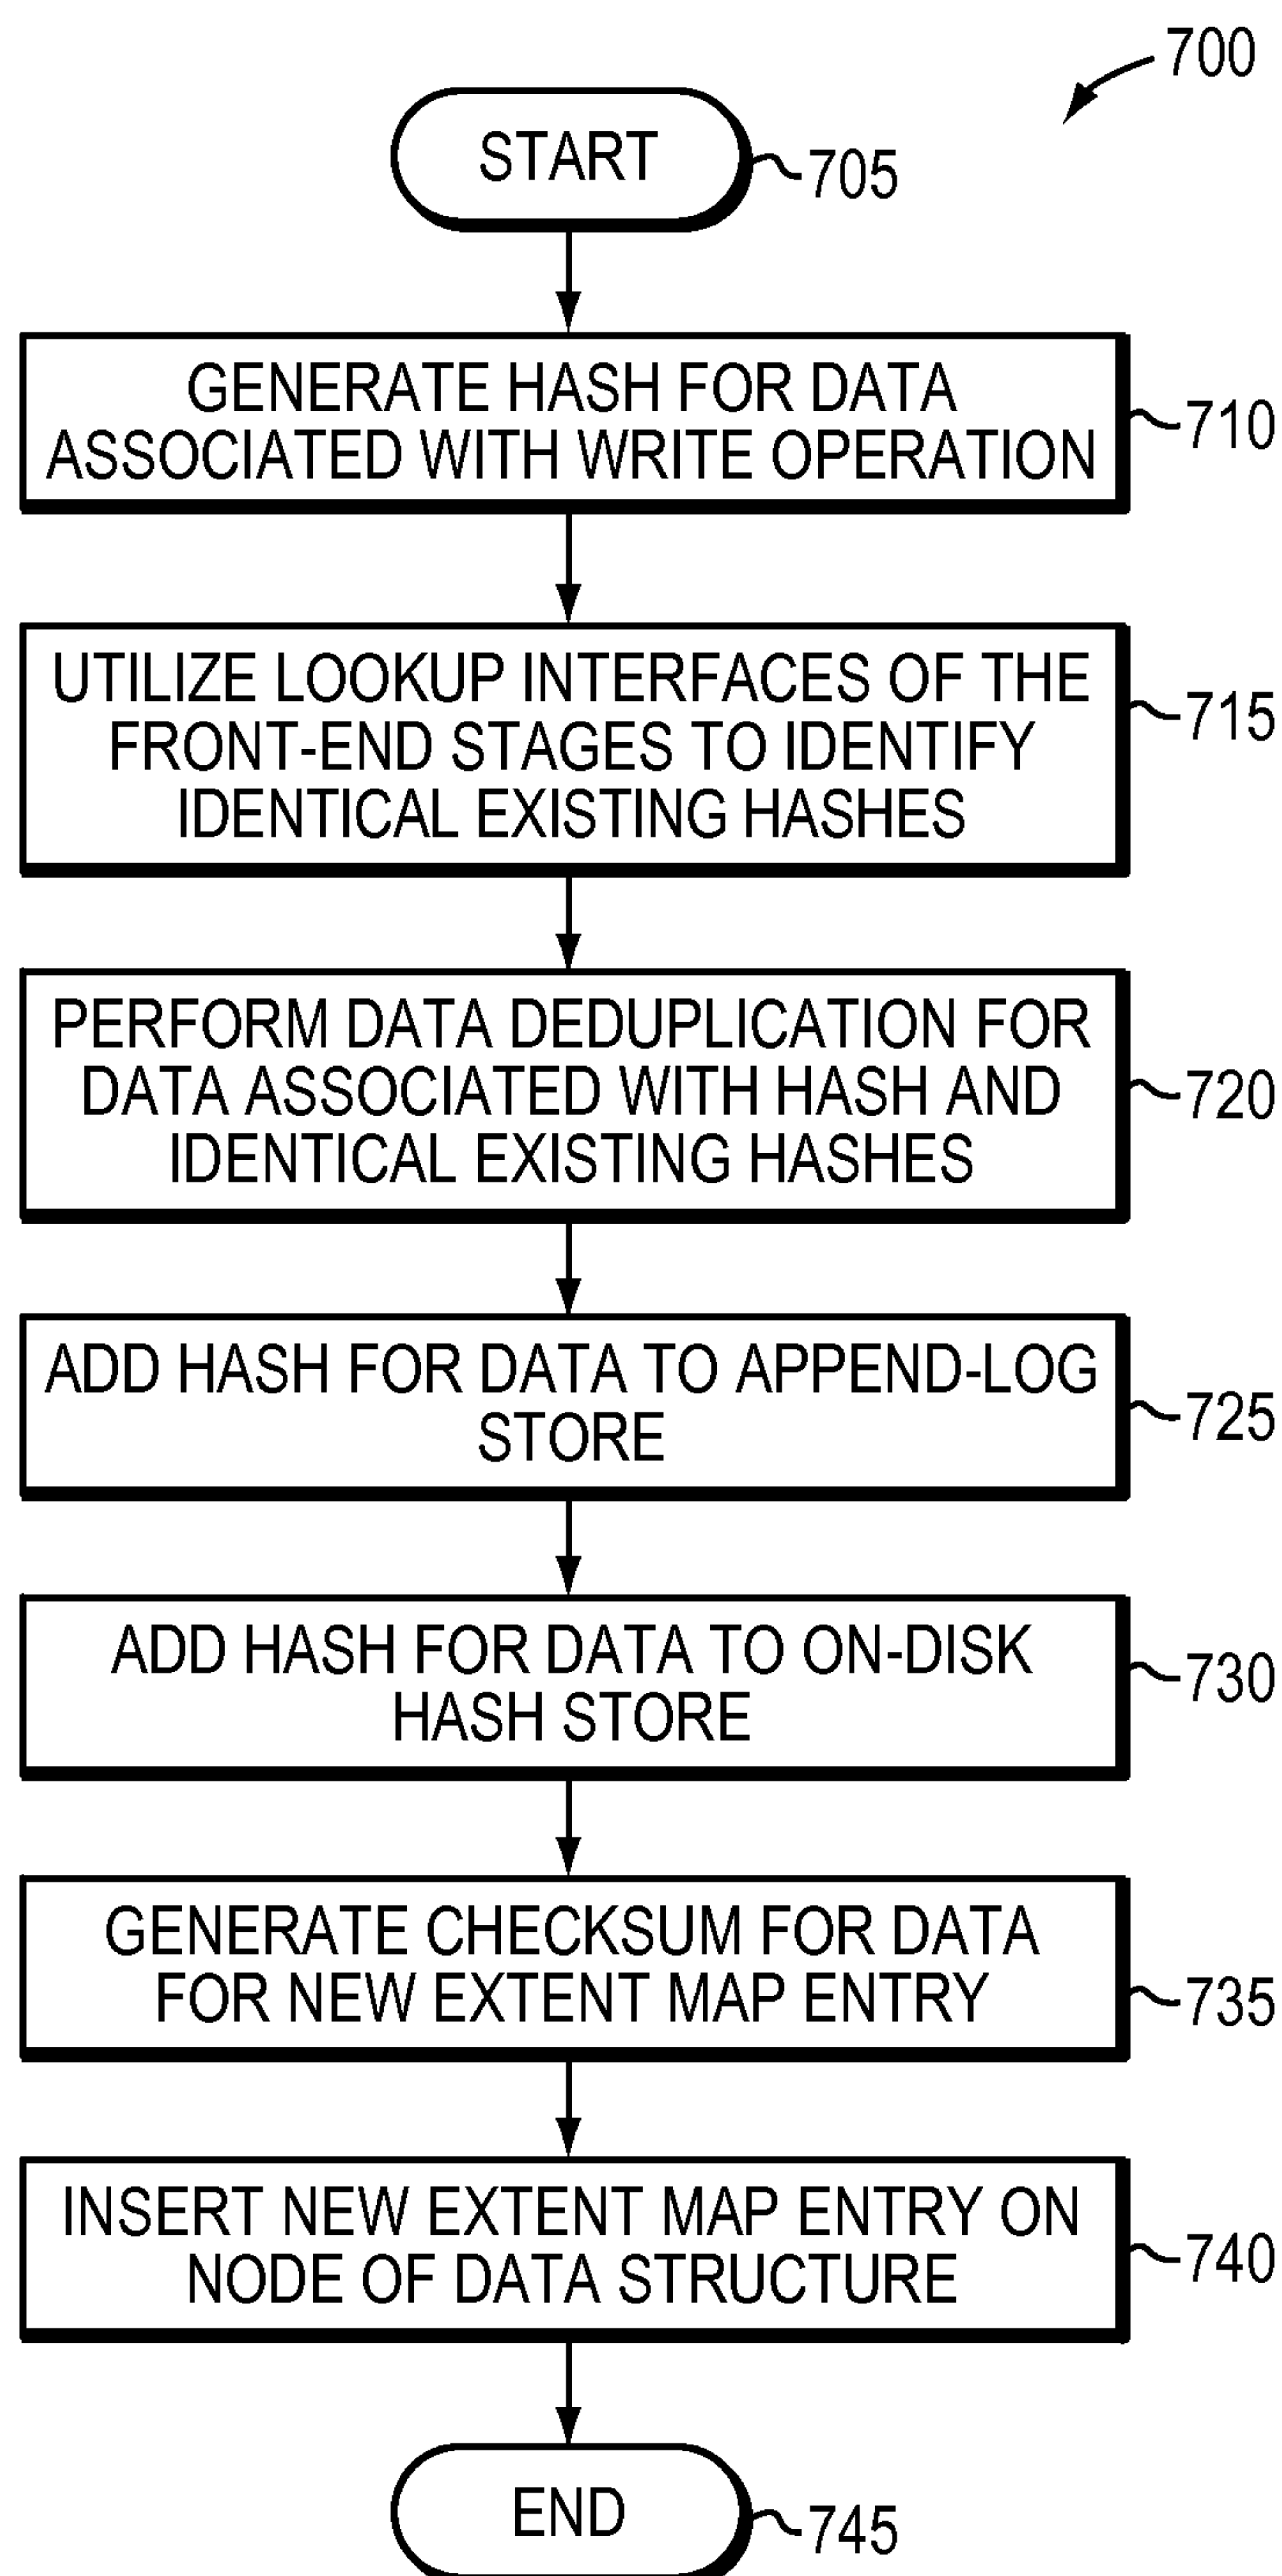 700
START
705
GENERATE HASH FOR DATA
ASSOCIATED WITH WRITE OPERATION
710
UTILIZE LOOKUP INTERFACES OF THE
FRONT-END STAGES TO IDENTIFY
IDENTICAL EXISTING HASHES
715
PERFORM DATA DEDUPLICATION FOR
DATA ASSOCIATED WITH HASH AND
IDENTICAL EXISTING HASHES
720
ADD HASH FOR DATA TO APPEND-LOG
STORE
725
ADD HASH FOR DATA TO ON-DISK
HASH STORE
730
GENERATE CHECKSUM FOR DATA
FOR NEW EXTENT MAP ENTRY
735
INSERT NEW EXTENT MAP ENTRY ON
NODE OF DATA STRUCTURE
740
END
745